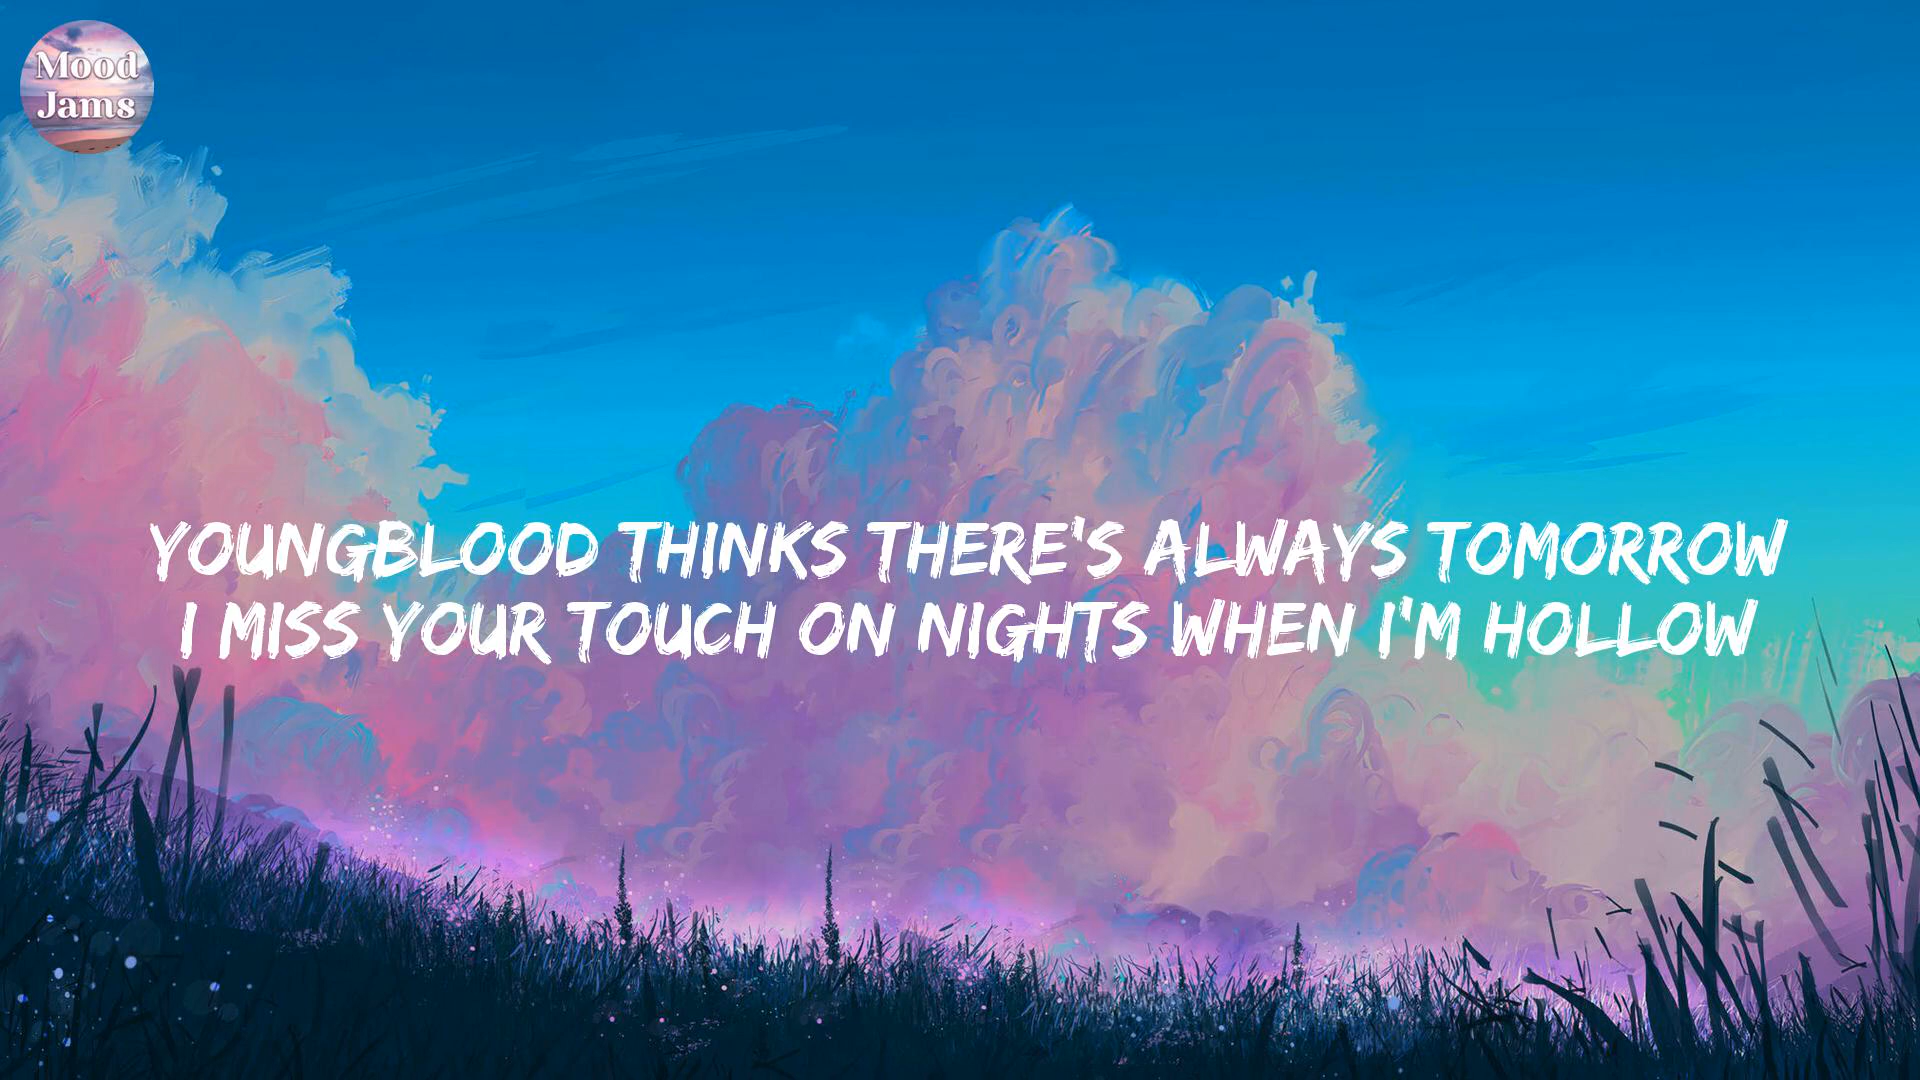 Mood
Jams
YOUNGBLOOD THINKS THERE'S ALWAYS TOMORROW
I MISS YOUR TOUCH ON NIGHTS WHEN I'M HOLLOW